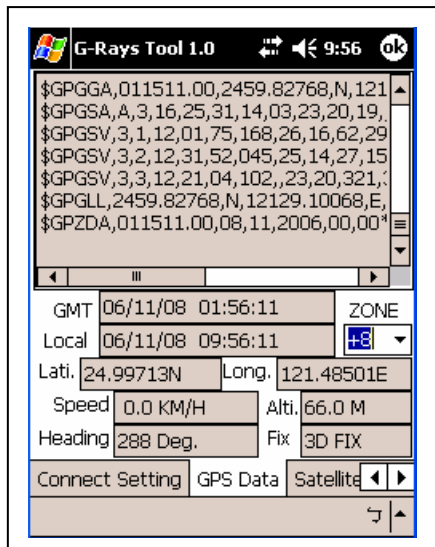 G-Rays Tool 1.0 9:56 ok
$GPGGA,011511.00,2459.82768,N,121
$GPGSA,A,3,16,25,31,14,03,23,20,19,
$GPGSV,3,1,12,01,75,168,26,16,62,29
$GPGSV,3,2,12,31,52,045,25,14,27,15
$GPGSV,3,3,12,21,04,102,,23,20,321,
$GPGLL,2459.82768,N,12129.10068,E,
$GPZDA,011511.00,08,11,2006,00,00*
GMT 06/11/08 01:56:11 ZONE
Local 06/11/08 09:56:11 +8
Lati. 24.99713N Long. 121.48501E
Speed 0.0 KM/H Alti. 66.0 M
Heading 288 Deg. Fix 3D FIX
Connect Setting GPS Data Satellite